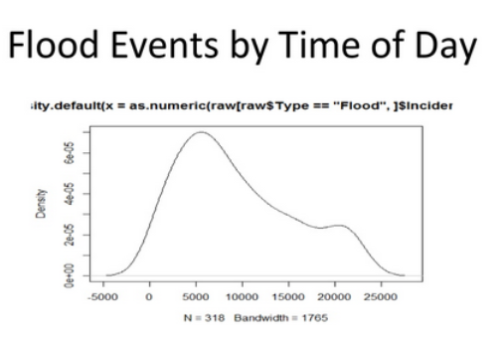 Flood Events by Time of Day
ity.default(x = as.numeric(raw[raw$Type == "Flood", ]$Incider
Density
6e-05
4e-05
2e-05
0e+00
-5000 0 5000 10000 15000 20000 25000
N = 318 Bandwidth = 1765